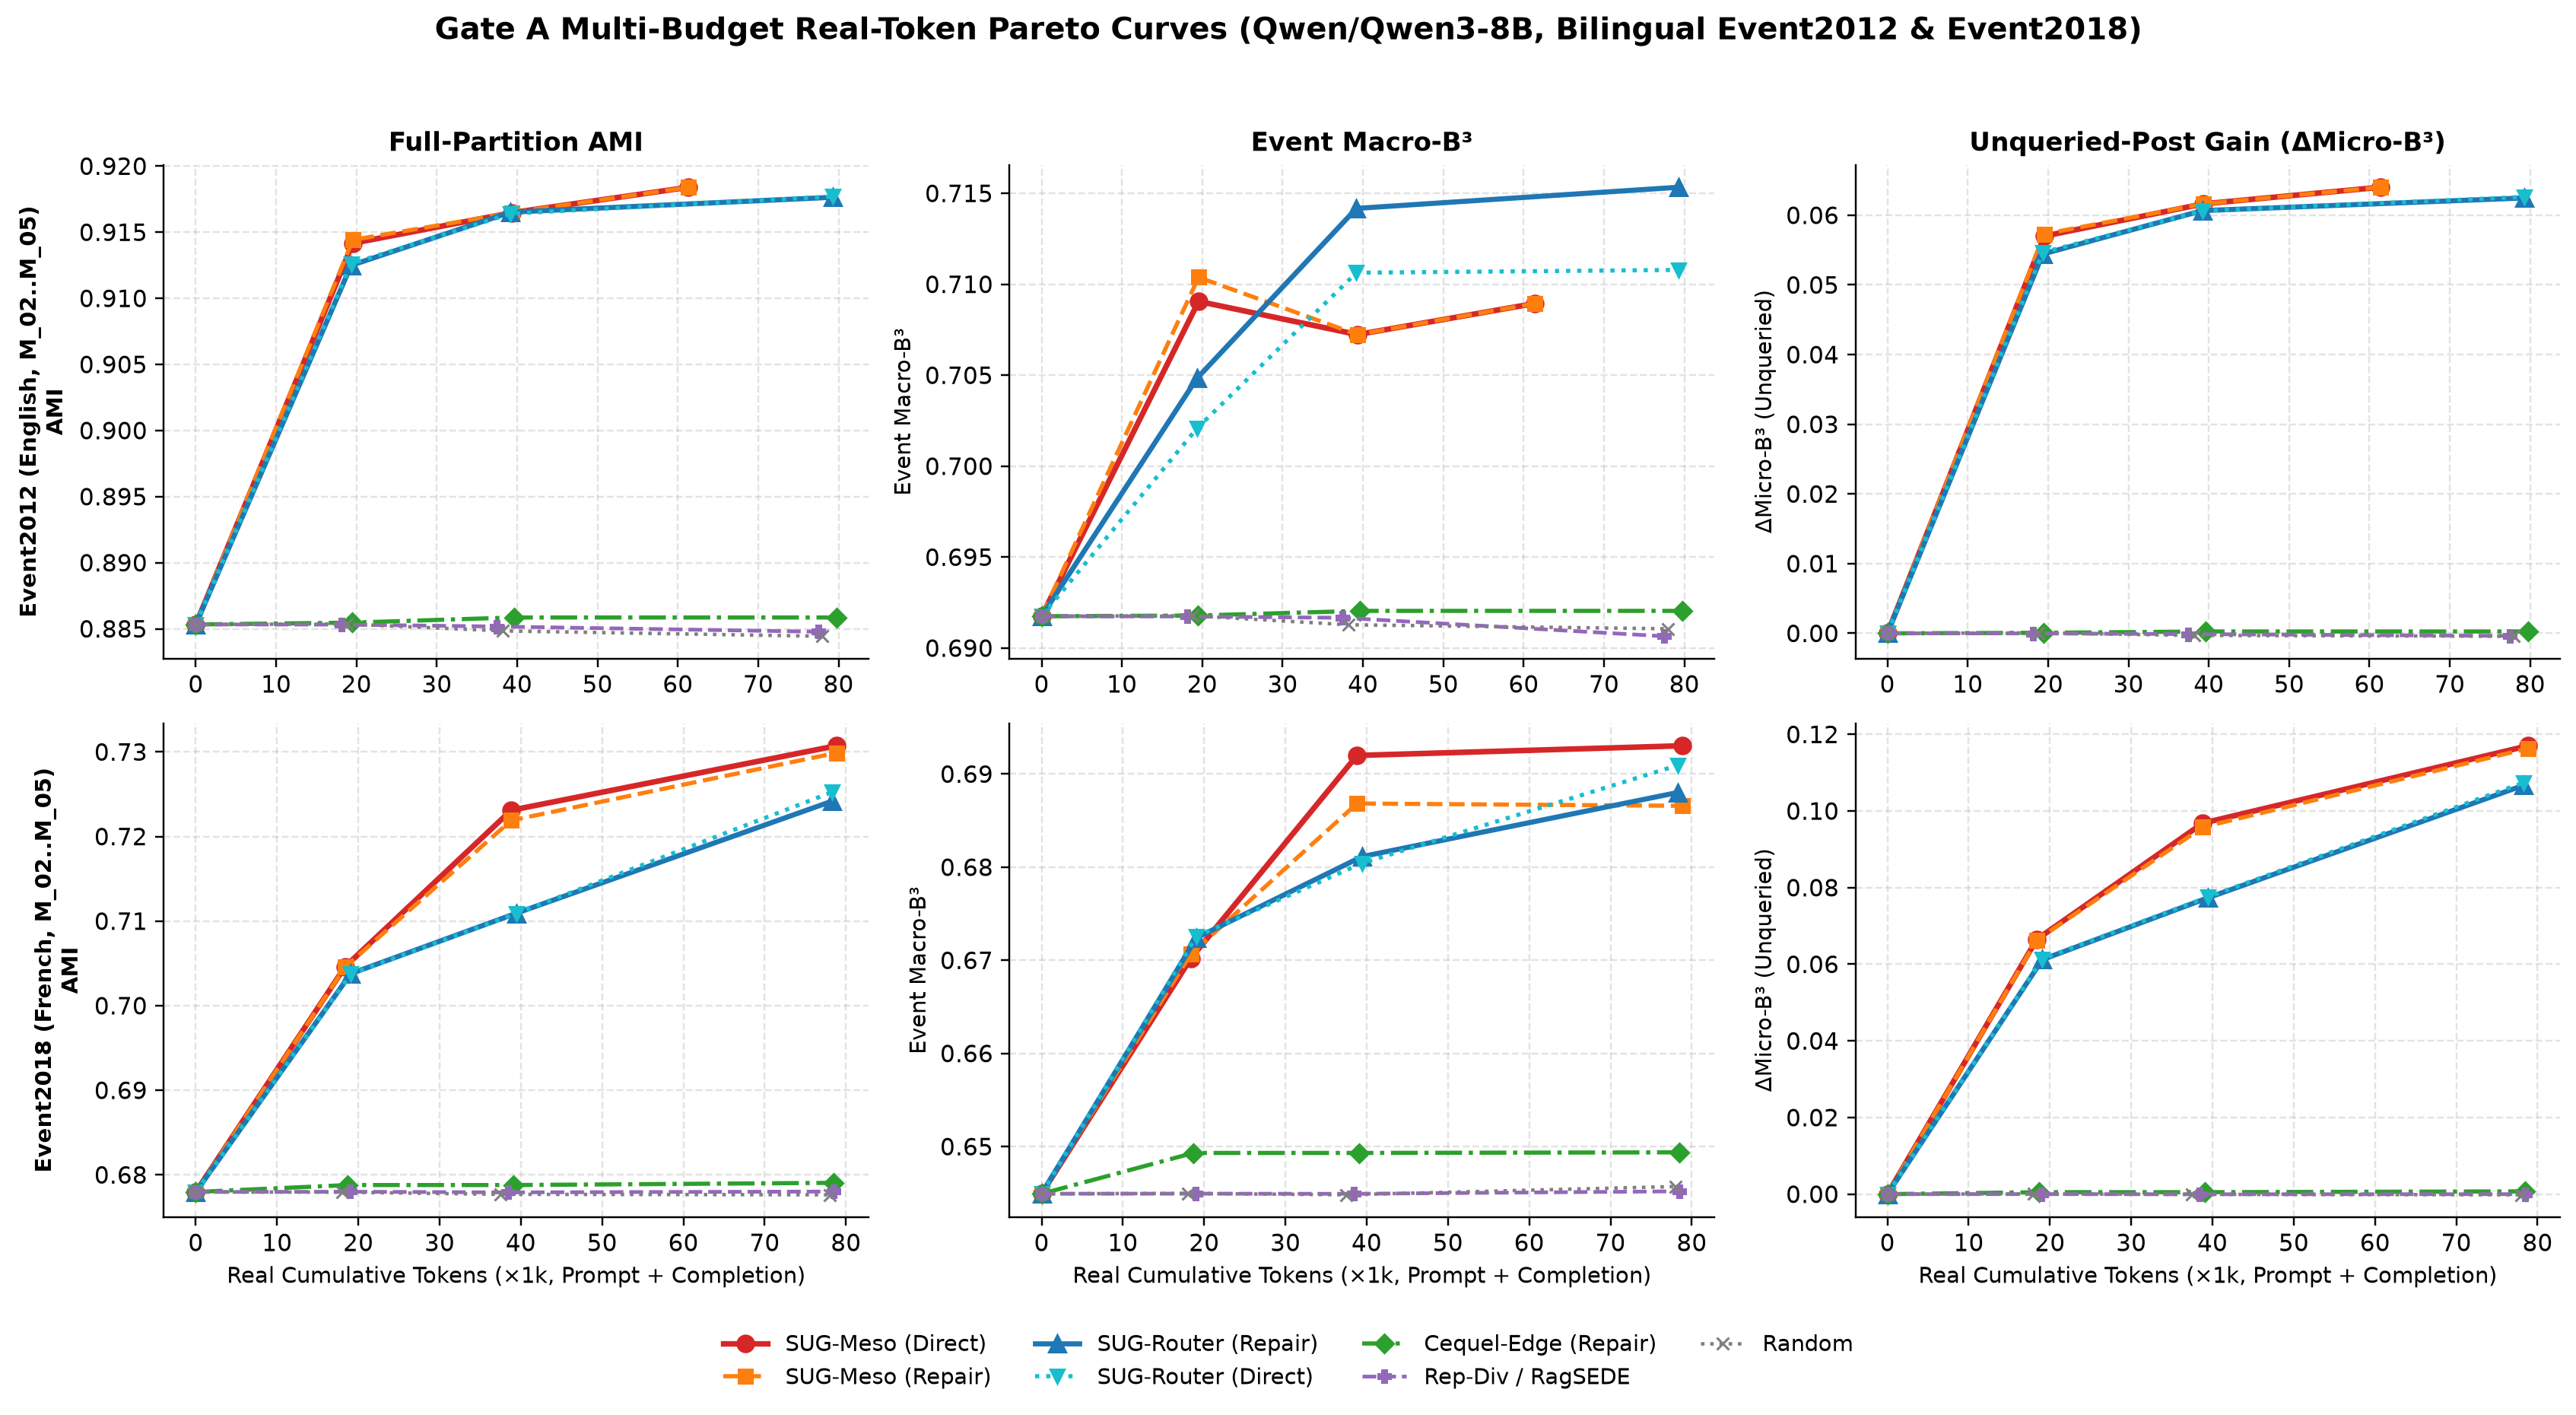 Gate A Multi-Budget Real-Token Pareto Curves (Qwen/Qwen3-8B, Bilingual Event2012 & Event2018)
Full-Partition AMI
Event2012 (English, M_02..M_05)
AMI
0.920
0.915
0.910
0.905
0.900
0.895
0.890
0.885
0 10 20 30 40 50 60 70 80
Event Macro-B³
Event Macro-B³
0.715
0.710
0.705
0.700
0.695
0.690
0 10 20 30 40 50 60 70 80
Unqueried-Post Gain (ΔMicro-B³)
ΔMicro-B³ (Unqueried)
0.06
0.05
0.04
0.03
0.02
0.01
0.00
0 10 20 30 40 50 60 70 80
Event2018 (French, M_02..M_05)
AMI
0.73
0.72
0.71
0.70
0.69
0.68
0 10 20 30 40 50 60 70 80
Real Cumulative Tokens (×1k, Prompt + Completion)
Event Macro-B³
0.69
0.68
0.67
0.66
0.65
0 10 20 30 40 50 60 70 80
Real Cumulative Tokens (×1k, Prompt + Completion)
ΔMicro-B³ (Unqueried)
0.12
0.10
0.08
0.06
0.04
0.02
0.00
0 10 20 30 40 50 60 70 80
Real Cumulative Tokens (×1k, Prompt + Completion)
SUG-Meso (Direct)
SUG-Meso (Repair)
SUG-Router (Repair)
SUG-Router (Direct)
Cequel-Edge (Repair)
Rep-Div / RagSEDE
Random